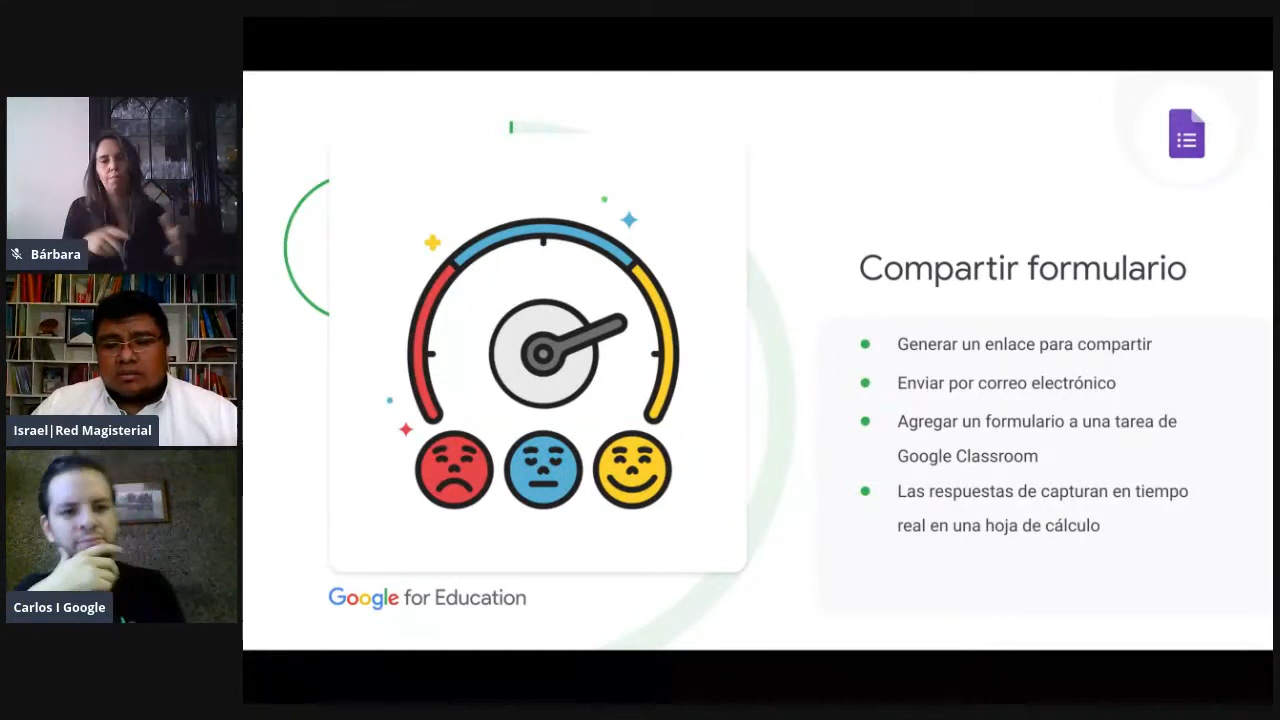 Bárbara
Israel|Red Magisterial
Carlos I Google
Compartir formulario
Generar un enlace para compartir
Enviar por correo electrónico
Agregar un formulario a una tarea de
Google Classroom
Las respuestas de capturan en tiempo
real en una hoja de cálculo
Google for Education